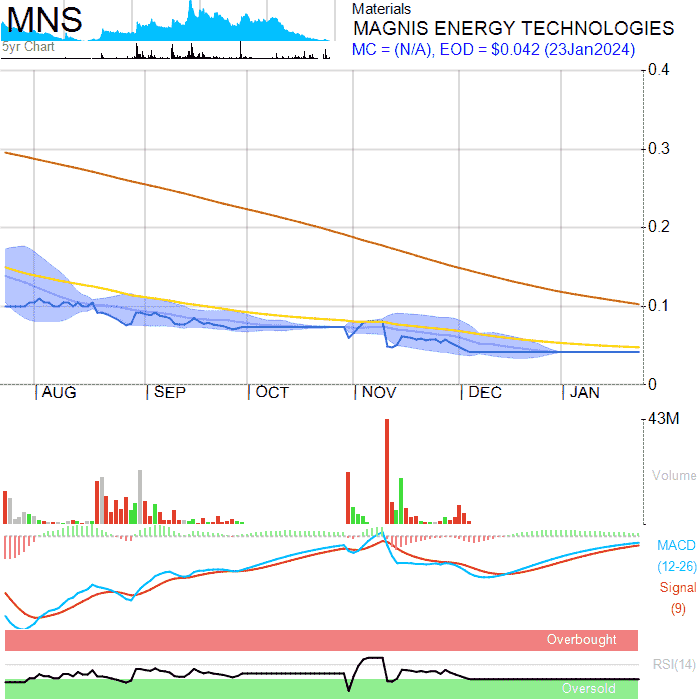 MNS
5yr Chart
Materials
MAGNIS ENERGY TECHNOLOGIES
MC = (N/A), EOD = $0.042 (23Jan2024)
0.4
0.3
0.2
0.1
0
AUG SEP OCT NOV DEC JAN
43M
Volume
MACD
(12-26)
Signal
(9)
Overbought
RSI(14)
Oversold